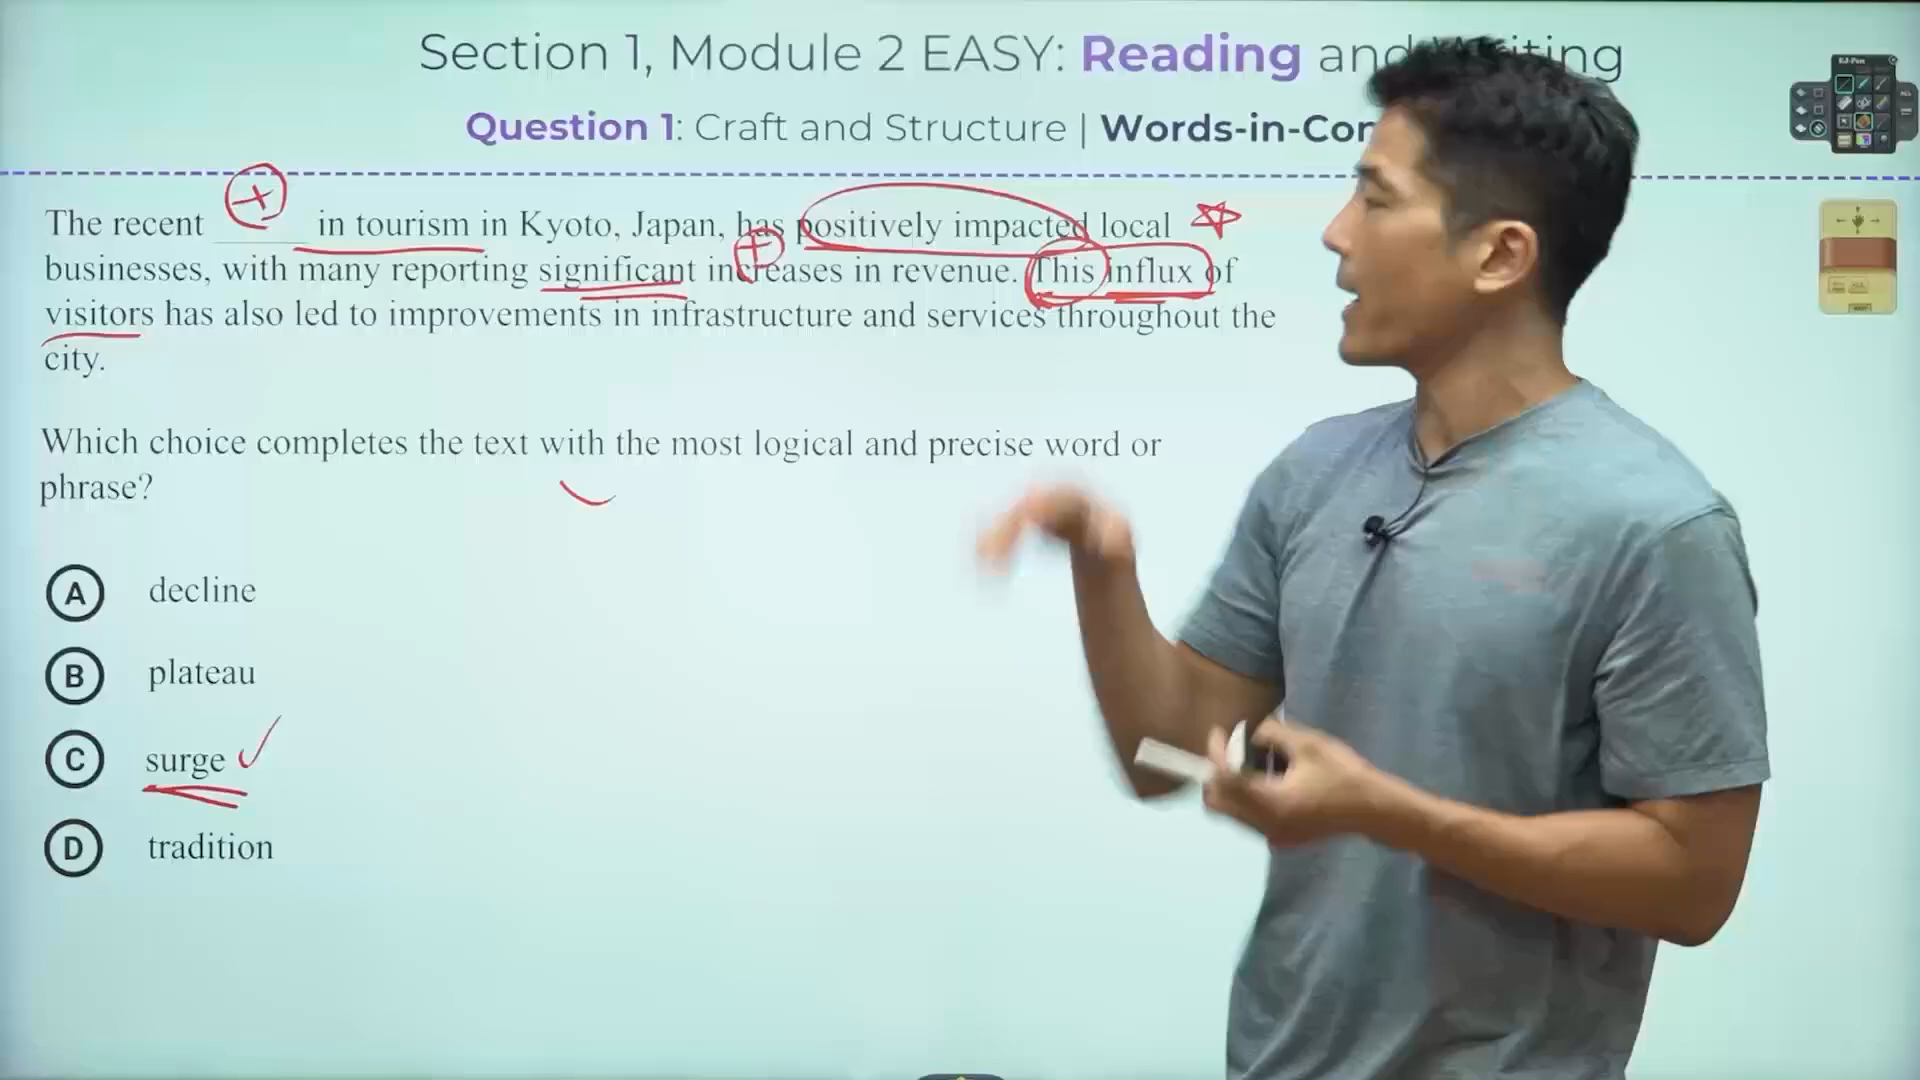 Section 1, Module 2 EASY: Reading and Writing
Question 1: Craft and Structure | Words-in-Con
The recent ______ in tourism in Kyoto, Japan, has positively impacted local
businesses, with many reporting significant increases in revenue. This influx of
visitors has also led to improvements in infrastructure and services throughout the
city.
Which choice completes the text with the most logical and precise word or
phrase?
A decline
B plateau
C surge
D tradition